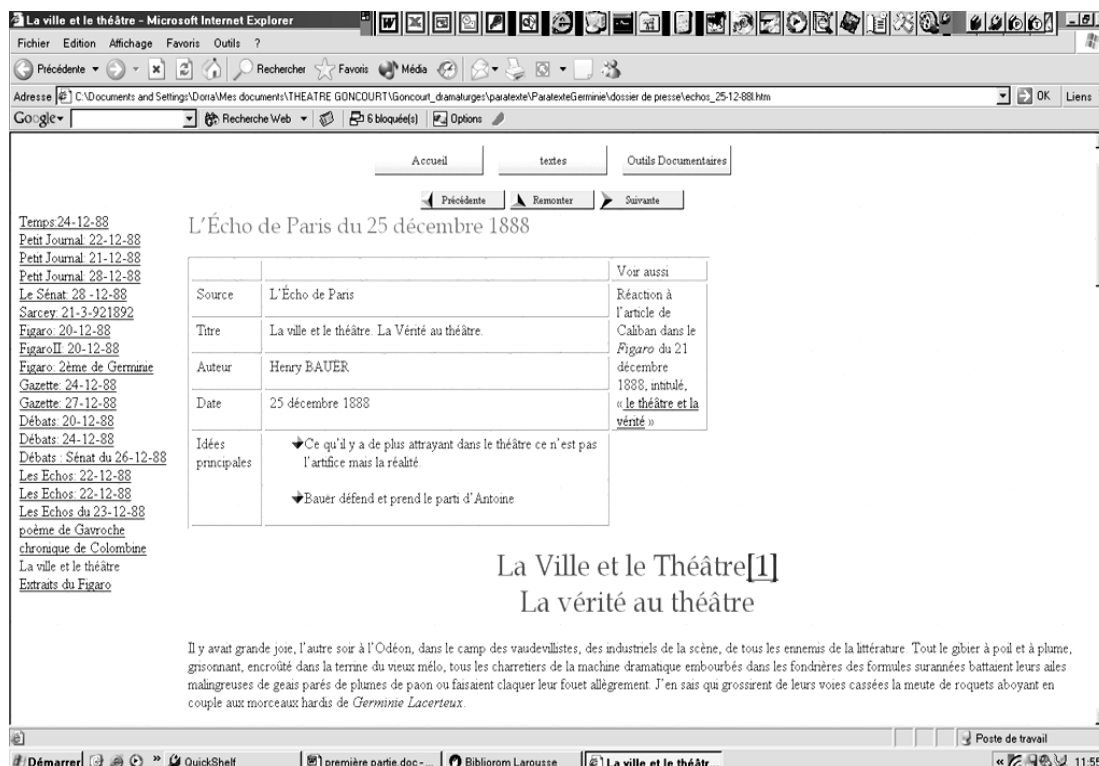 La ville et le théâtre - Microsoft Internet Explorer
Fichier Edition Affichage Favoris Outils ?
Précédente Rechercher Favoris Média
Adresse C:\Documents and Settings\Dorra\Mes documents\THEATRE GONCOURT\Goncourt_dramaturges\paratexte\ParatexteGerminie\dossier de presse\echos_25-12-88I.htm OK Liens
Google Recherche Web 6 bloquée(s) Options
Accueil textes Outils Documentaires
Précédente Remonter Suivante
Temps:24-12-88
Petit Journal: 22-12-88
Petit Journal: 21-12-88
Petit Journal: 28-12-88
Le Sénat: 28 -12-88
Sarcey: 21-3-921892
Figaro: 20-12-88
FigaroII: 20-12-88
Figaro: 2ème de Germinie
Gazette: 24-12-88
Gazette: 27-12-88
Débats: 20-12-88
Débats: 24-12-88
Débats : Sénat du 26-12-88
Les Echos: 22-12-88
Les Echos: 22-12-88
Les Echos du 23-12-88
poème de Gavroche
chronique de Colombine
La ville et le théâtre
Extraits du Figaro
L'Écho de Paris du 25 décembre 1888
Voir aussi
Source L'Écho de Paris
Titre La ville et le théâtre. La Vérité au théâtre.
Auteur Henry BAUËR
Date 25 décembre 1888
Réaction à
l'article de
Caliban dans le
Figaro du 21
décembre
1888, intitulé,
« le théâtre et la
vérité »
Idées
principales
Ce qu'il y a de plus attrayant dans le théâtre ce n'est pas
l'artifice mais la réalité.
Bauer défend et prend le parti d'Antoine
La Ville et le Théâtre[1]
La vérité au théâtre
Il y avait grande joie, l'autre soir à l'Odéon, dans le camp des vaudevillistes, des industriels de la scène, de tous les ennemis de la littérature. Tout le gibier à poil et à plume,
grisonnant, encroûté dans la terrine du vieux mélo, tous les charretiers de la machine dramatique embourbés dans les fondrières des formules surannées battaient leurs ailes
malingreuses de geais parés de plumes de paon ou faisaient claquer leur fouet allègrement. J'en sais qui grossirent de leurs voies cassées la meute de roquets aboyant en
couple aux morceaux hardis de Germinie Lacerteux.
Poste de travail
Démarrer QuickShelf première partie.doc -... Bibliorom Larousse La ville et le théâtr... 11:55